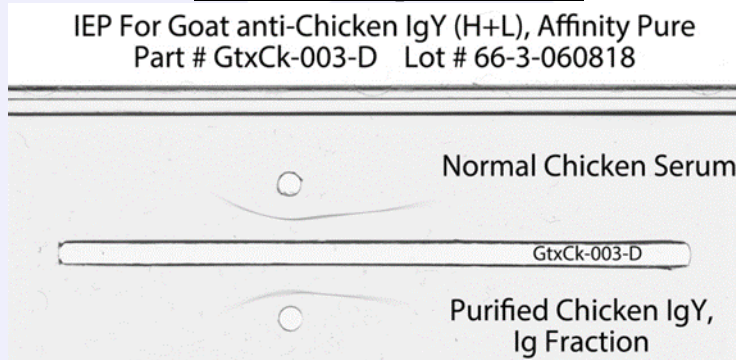 IEP For Goat anti-Chicken IgY (H+L), Affinity Pure
Part # GtxCk-003-D Lot # 66-3-060818
Normal Chicken Serum
GtxCk-003-D
Purified Chicken IgY,
Ig Fraction